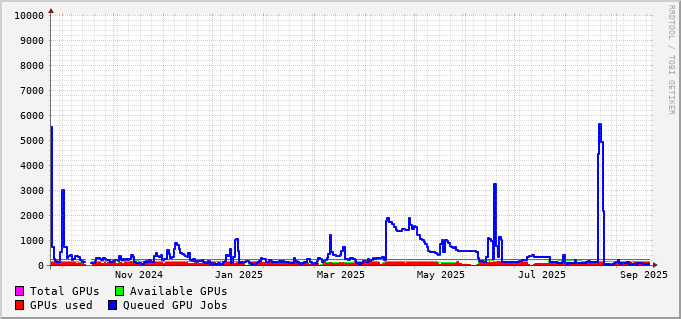 10000
9000
8000
7000
6000
5000
4000
3000
2000
1000
0
Nov 2024 Jan 2025 Mar 2025 May 2025 Jul 2025 Sep 2025
Total GPUs Available GPUs
GPUs used Queued GPU Jobs
RRDTOOL / TOBI OETIKER